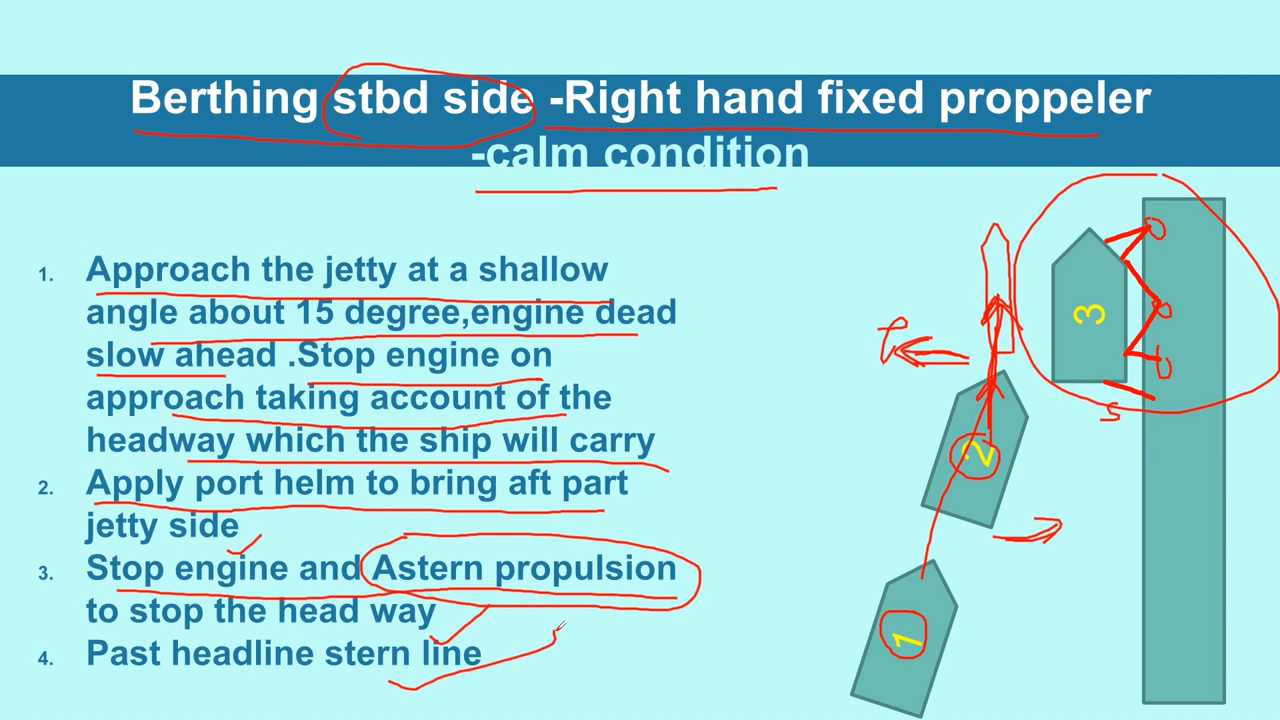 Berthing stbd side -Right hand fixed proppeler
-calm condition
1. Approach the jetty at a shallow
angle about 15 degree,engine dead
slow ahead .Stop engine on
approach taking account of the
headway which the ship will carry
2. Apply port helm to bring aft part
jetty side
3. Stop engine and Astern propulsion
to stop the head way
4. Past headline stern line
3
P
S
2
1